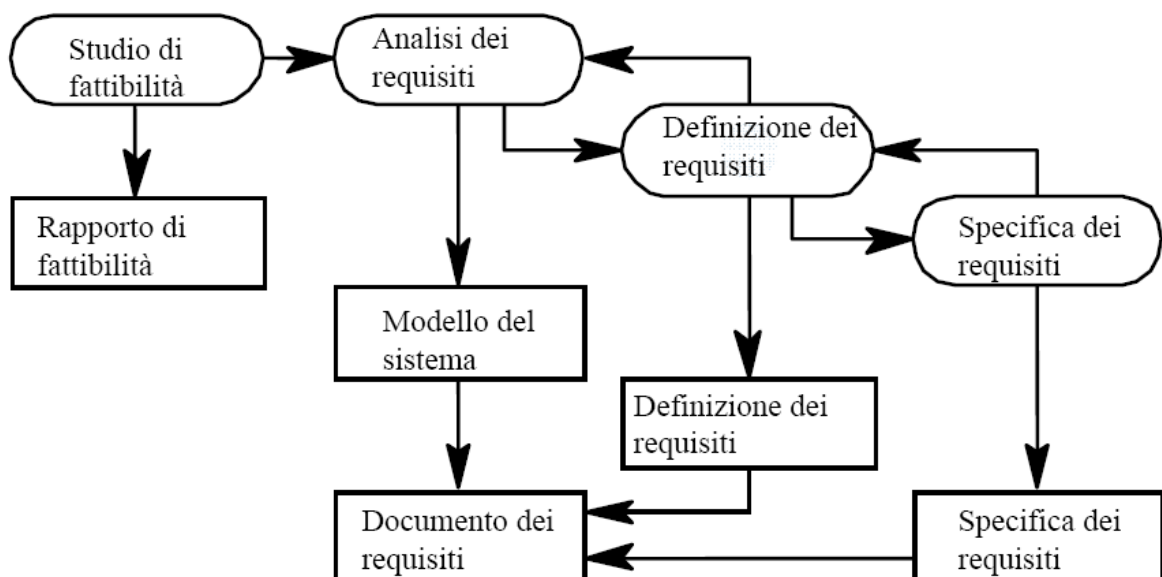 Studio di
fattibilità
Analisi dei
requisiti
Definizione dei
requisiti
Specifica dei
requisiti
Rapporto di
fattibilità
Modello del
sistema
Definizione dei
requisiti
Documento dei
requisiti
Specifica dei
requisiti